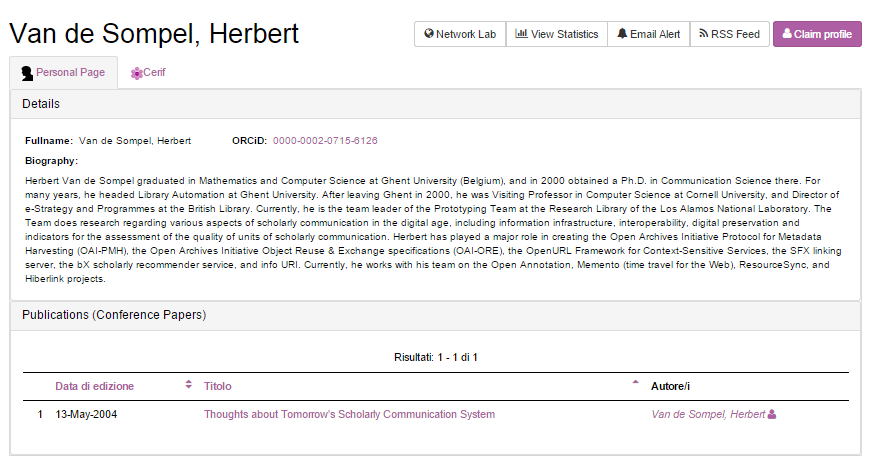 Van de Sompel, Herbert
Network Lab View Statistics Email Alert RSS Feed Claim profile
Personal Page Cerif
Details
Fullname: Van de Sompel, Herbert ORCiD: 0000-0002-0715-6126
Biography:
Herbert Van de Sompel graduated in Mathematics and Computer Science at Ghent University (Belgium), and in 2000 obtained a Ph.D. in Communication Science there. For
many years, he headed Library Automation at Ghent University. After leaving Ghent in 2000, he was Visiting Professor in Computer Science at Cornell University, and Director of
e-Strategy and Programmes at the British Library. Currently, he is the team leader of the Prototyping Team at the Research Library of the Los Alamos National Laboratory. The
Team does research regarding various aspects of scholarly communication in the digital age, including information infrastructure, interoperability, digital preservation and
indicators for the assessment of the quality of units of scholarly communication. Herbert has played a major role in creating the Open Archives Initiative Protocol for Metadata
Harvesting (OAI-PMH), the Open Archives Initiative Object Reuse & Exchange specifications (OAI-ORE), the OpenURL Framework for Context-Sensitive Services, the SFX linking
server, the bX scholarly recommender service, and info URI. Currently, he works with his team on the Open Annotation, Memento (time travel for the Web), ResourceSync, and
Hiberlink projects.
Publications (Conference Papers)
Risultati: 1 - 1 di 1
Data di edizione Titolo Autore/i
1 13-May-2004 Thoughts about Tomorrow's Scholarly Communication System Van de Sompel, Herbert